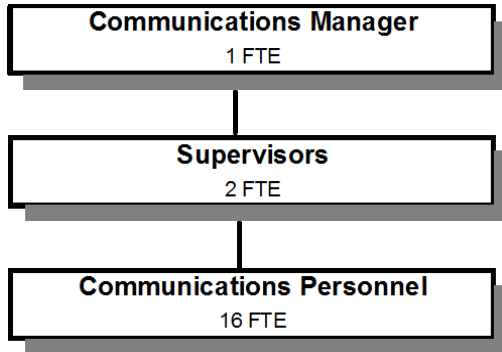 Communications Manager
1 FTE
Supervisors
2 FTE
Communications Personnel
16 FTE